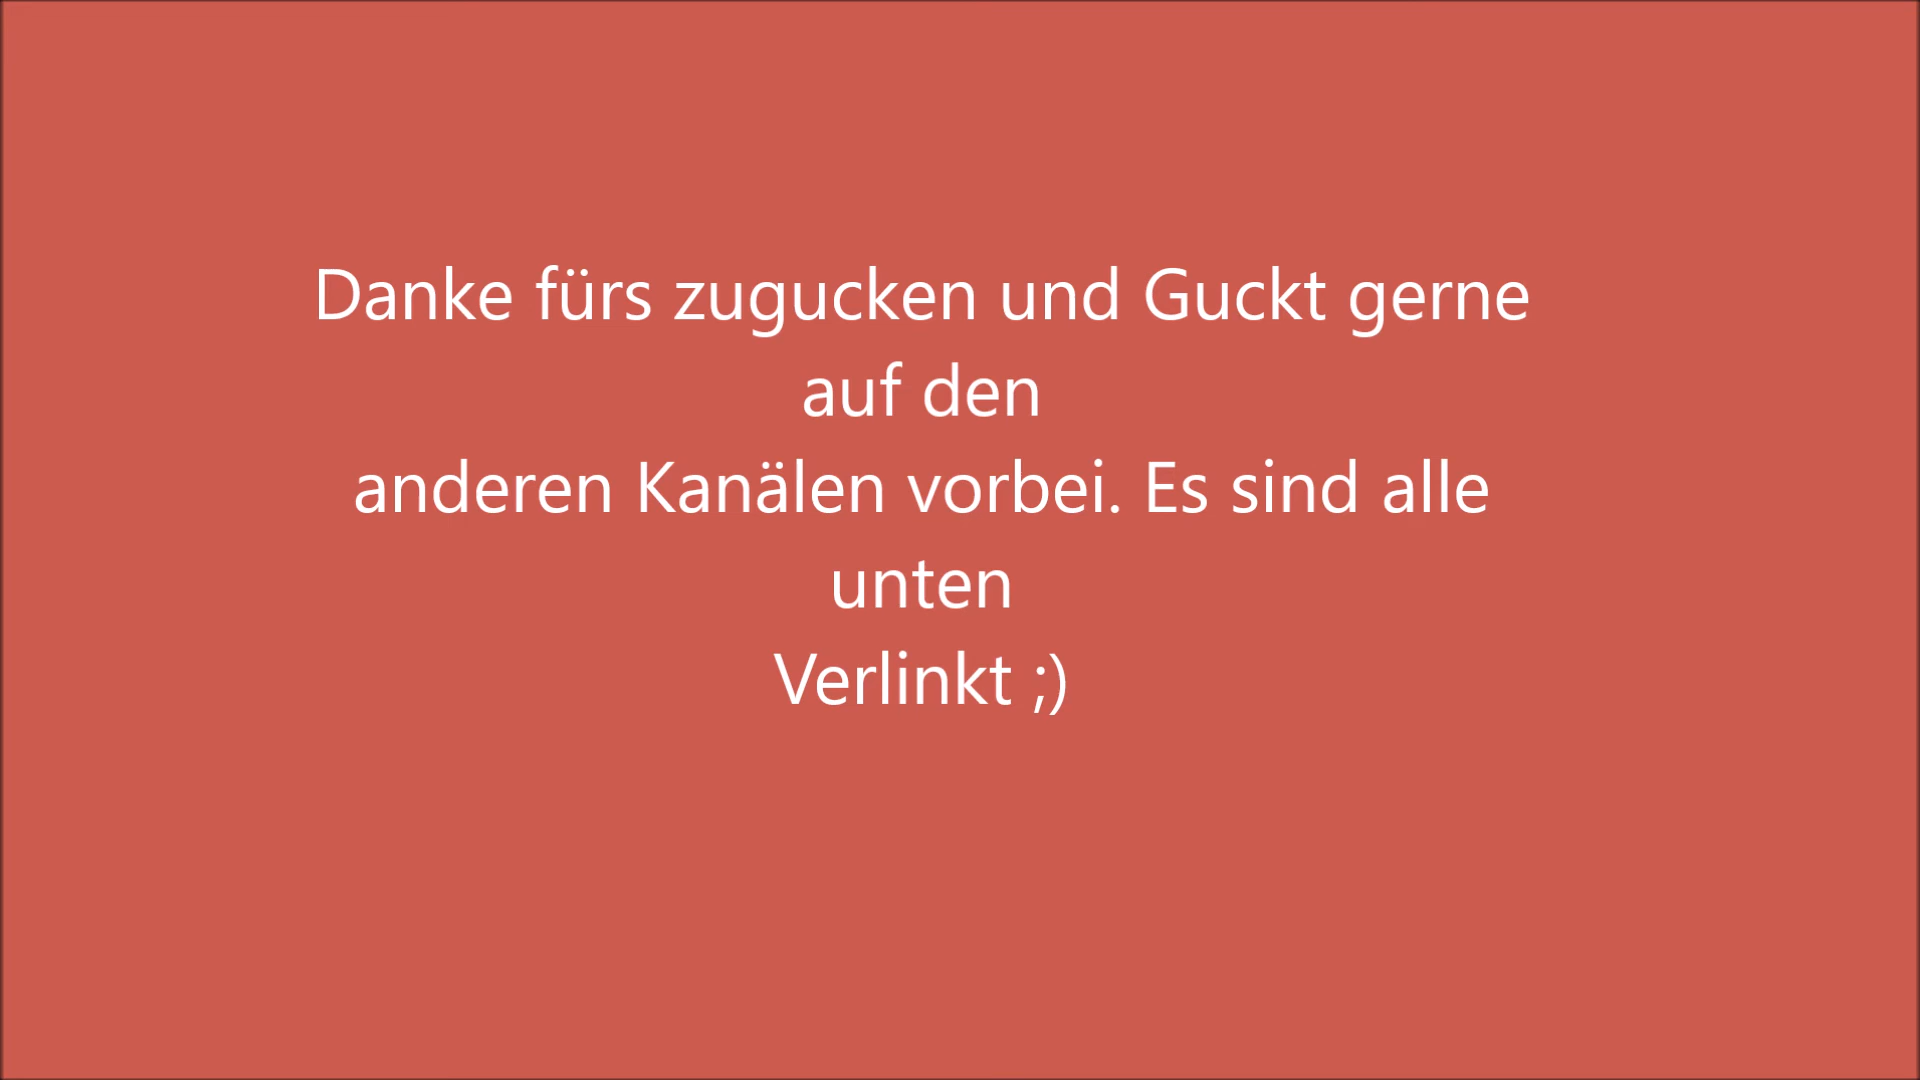 Danke fürs zugucken und Guckt gerne
auf den
anderen Kanälen vorbei. Es sind alle
unten
Verlinkt ;)